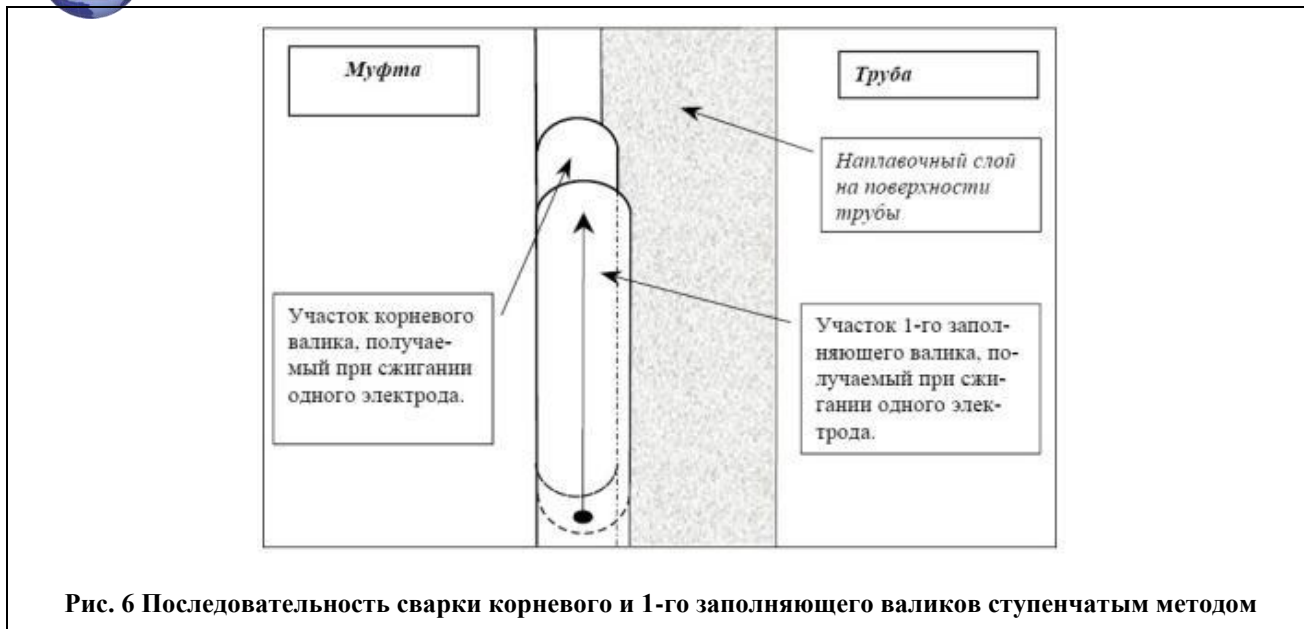 Муфта
Труба
Наплавочный слой
на поверхности
трубы
Участок корневого
валика, получае-
мый при сжигании
одного электрода.
Участок 1-го запол-
няющего валика, по-
лучаемый при сжи-
гании одного элек-
трода.
Рис. 6 Последовательность сварки корневого и 1-го заполняющего валиков ступенчатым методом